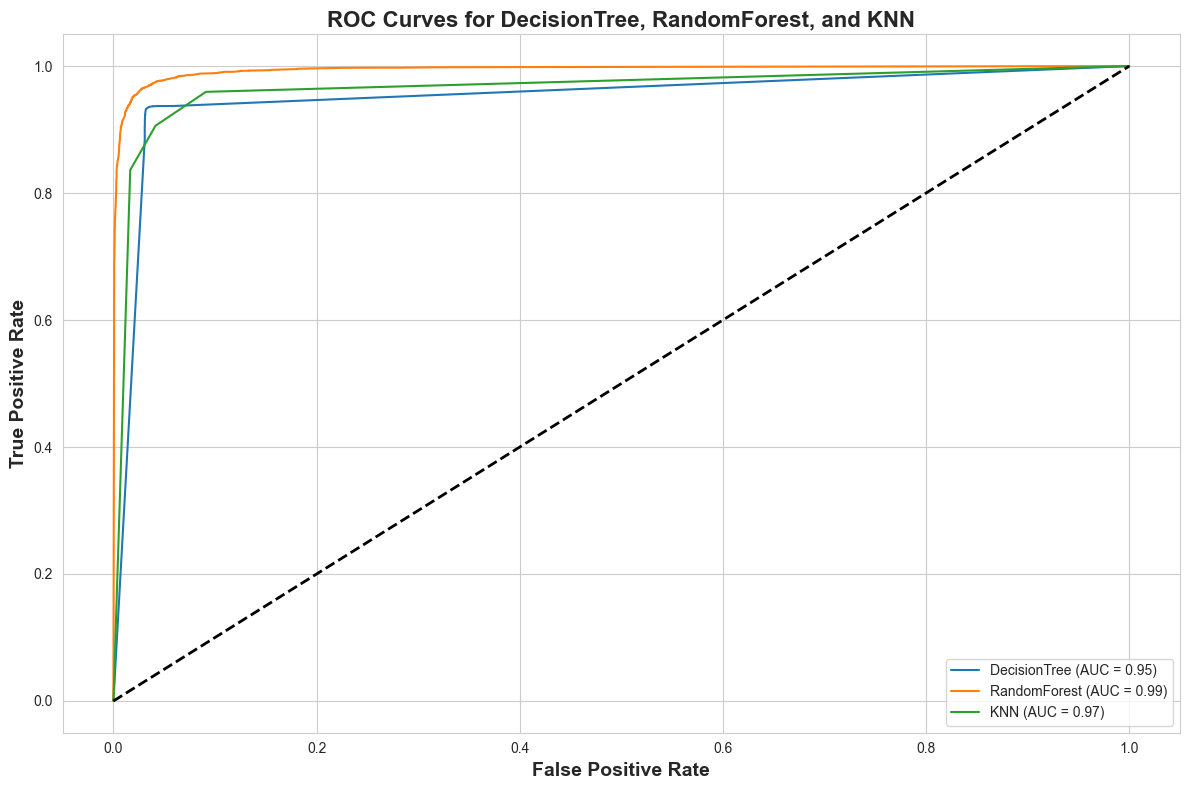 ROC Curves for DecisionTree, RandomForest, and KNN
True Positive Rate
1.0
0.8
0.6
0.4
0.2
0.0
0.0 0.2 0.4 0.6 0.8 1.0
False Positive Rate
DecisionTree (AUC = 0.95)
RandomForest (AUC = 0.99)
KNN (AUC = 0.97)